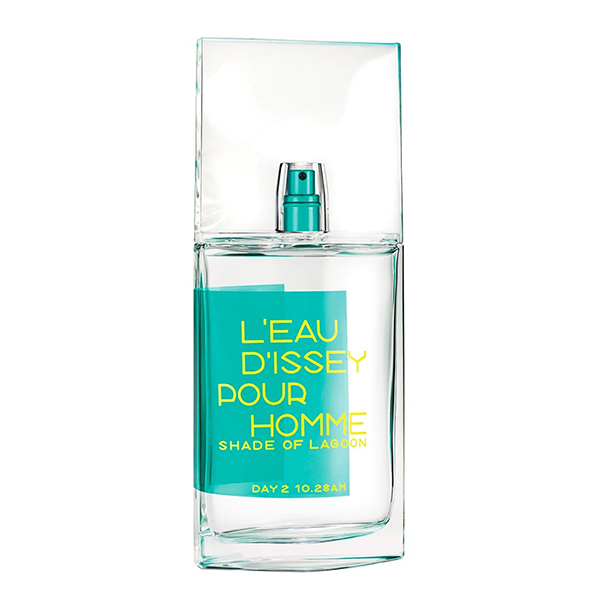 L'EAU
D'ISSEY
POUR
HOMME
SHADE OF LAGOON
DAY 2 10.28AM